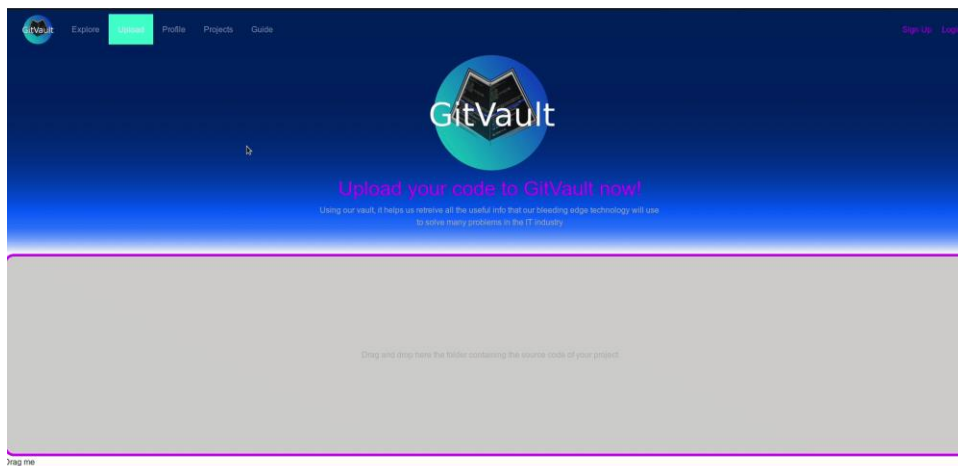 GitVault
Explore
Upload
Profile
Projects
Guide
Sign Up
GitVault
Upload your code to GitVault now!
Using our vault, it helps us retreive all the useful info that our bleeding edge technology will use
to solve many problems in the IT industry
Drag and drop here the folder containing the source code of your project.
Drag me